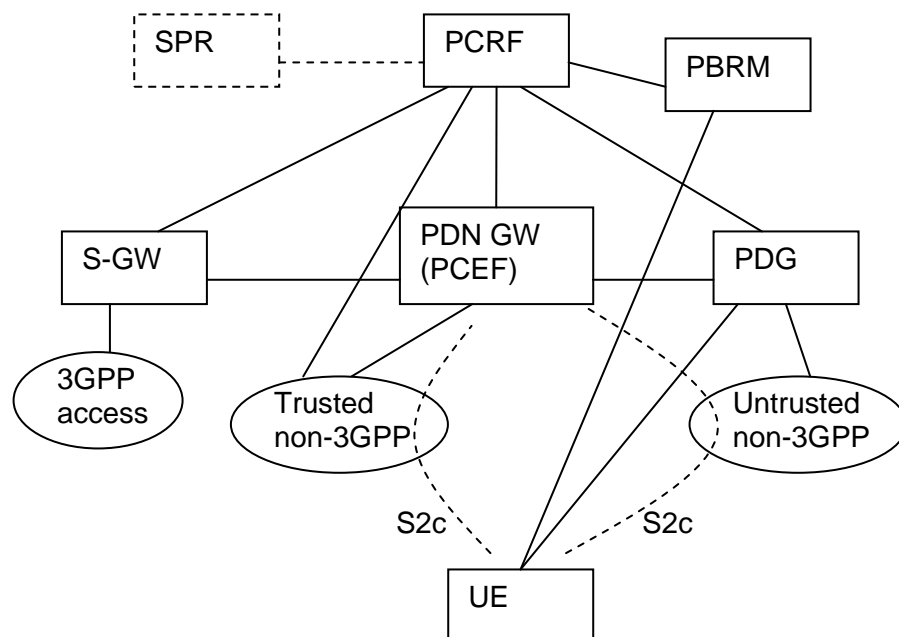 SPR
PCRF
PBRM
S-GW
PDN GW
(PCEF)
PDG
3GPP
access
Trusted
non-3GPP
Untrusted
non-3GPP
S2c
S2c
UE